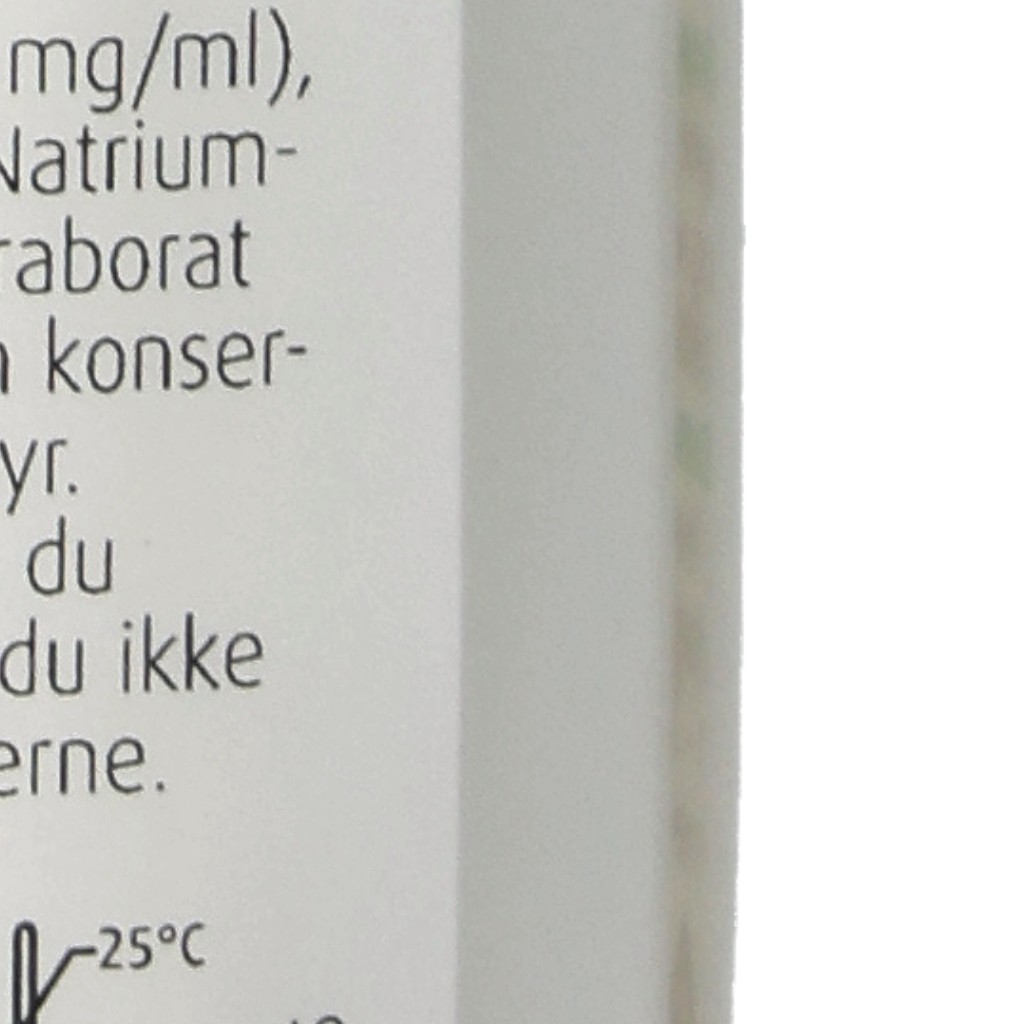 mg/ml),
Natrium-
raborat
konser-
yr.
du
du ikke
erne.
25°C